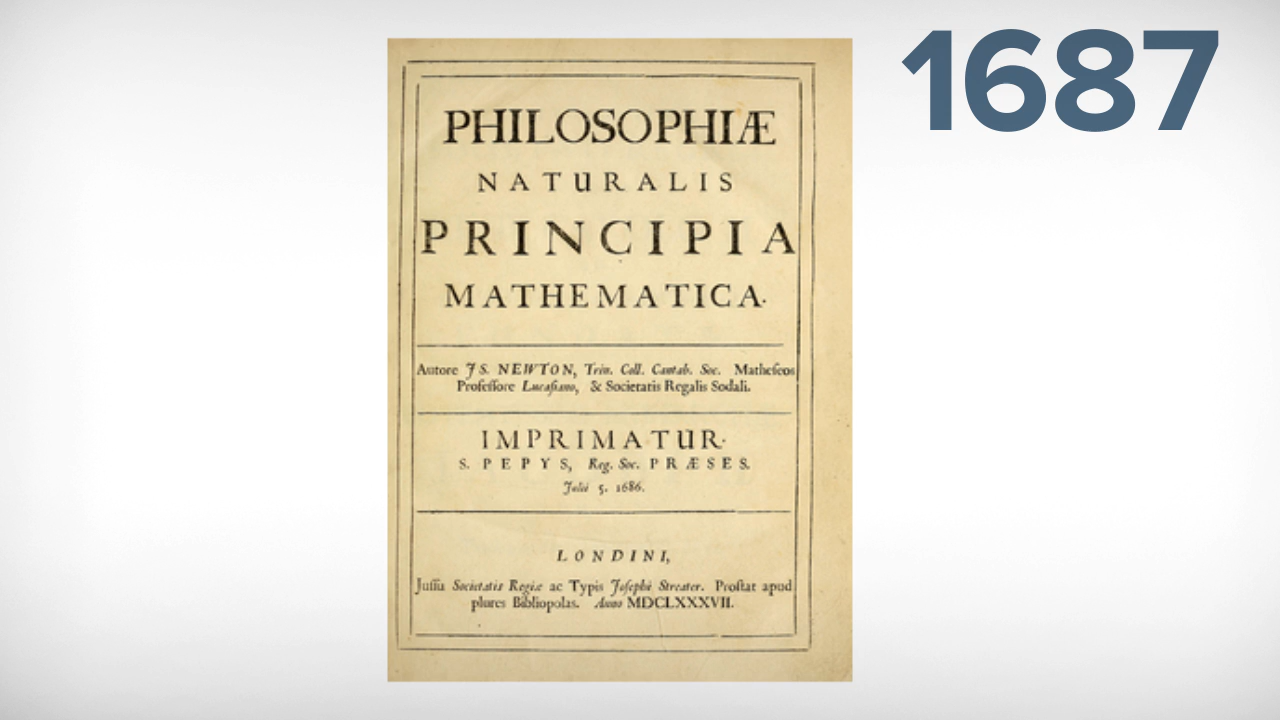 1687
PHILOSOPHIÆ
NATURALIS
PRINCIPIA
MATHEMATICA.
Autore JS. NEWTON, Trin. Coll. Cantab. Soc. Matheſeos
Profeſſore Lucaſiano, & Societatis Regalis Sodali.
IMPRIMATUR.
S. PEPYS, Reg. Soc. PRÆSES.
Julii 5. 1686.
LONDINI,
Juſſu Societatis Regiæ ac Typis Joſephi Streater. Proſtat apud
plures Bibliopolas. Anno MDCLXXXVII.